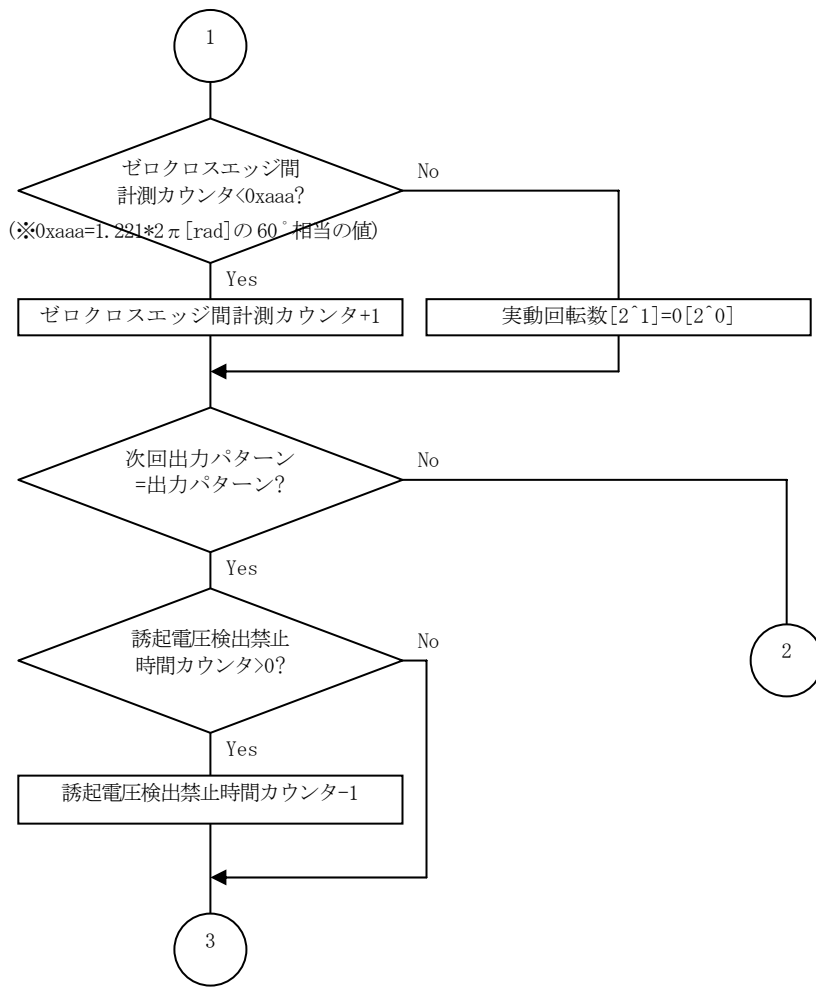 1
ゼロクロスエッジ間
計測カウンタ<0xaaa?
No
(※0xaaa=1.221*2π[rad]の60°相当の値)
Yes
ゼロクロスエッジ間計測カウンタ+1
実動回転数[2^1]=0[2^0]
次回出力パターン
=出力パターン?
No
Yes
誘起電圧検出禁止
時間カウンタ>0?
No
2
Yes
誘起電圧検出禁止時間カウンタ-1
3